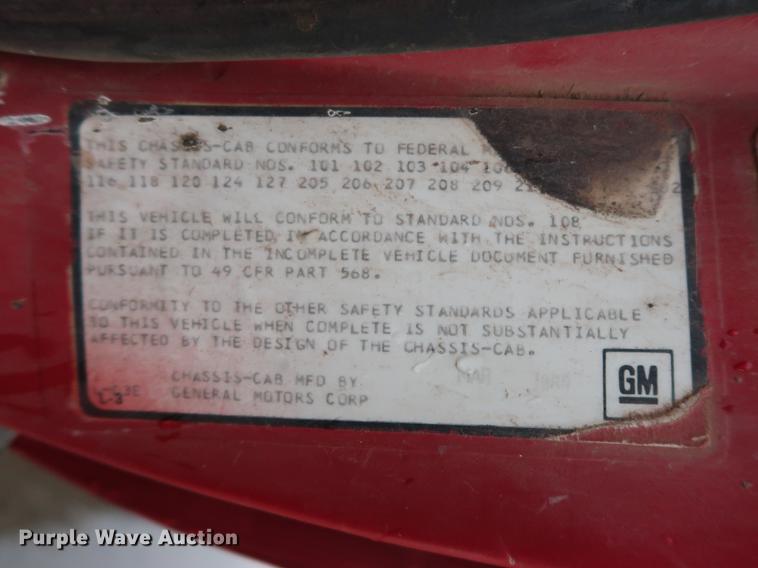 THIS CHASSIS-CAB CONFORMS TO FEDERAL
SAFETY STANDARD NOS. 101 102 103 104 106
116 118 120 124 127 205 206 207 208 209
THIS VEHICLE WILL CONFORM TO STANDARD NOS. 108
IF IT IS COMPLETED IN ACCORDANCE WITH THE INSTRUCTIONS
CONTAINED IN THE INCOMPLETE VEHICLE DOCUMENT FURNISHED
PURSUANT TO 49 CFR PART 568.
CONFORMITY TO THE OTHER SAFETY STANDARDS APPLICABLE
TO THIS VEHICLE WHEN COMPLETE IS NOT SUBSTANTIALLY
AFFECTED BY THE DESIGN OF THE CHASSIS-CAB.
CHASSIS-CAB MFD BY MAR
GENERAL MOTORS CORP
GM
Purple Wave Auction